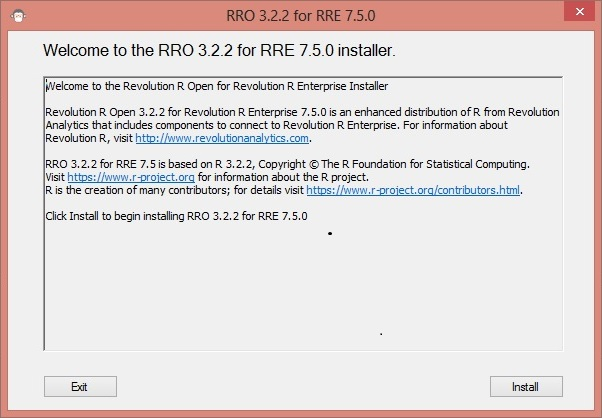 RRO 3.2.2 for RRE 7.5.0
Welcome to the RRO 3.2.2 for RRE 7.5.0 installer.
Welcome to the Revolution R Open for Revolution R Enterprise Installer
Revolution R Open 3.2.2 for Revolution R Enterprise 7.5.0 is an enhanced distribution of R from Revolution
Analytics that includes components to connect to Revolution R Enterprise. For information about
Revolution R, visit http://www.revolutionanalytics.com.
RRO 3.2.2 for RRE 7.5 is based on R 3.2.2, Copyright © The R Foundation for Statistical Computing.
Visit https://www.r-project.org for information about the R project.
R is the creation of many contributors; for details visit https://www.r-project.org/contributors.html.
Click Install to begin installing RRO 3.2.2 for RRE 7.5.0
Exit
Install